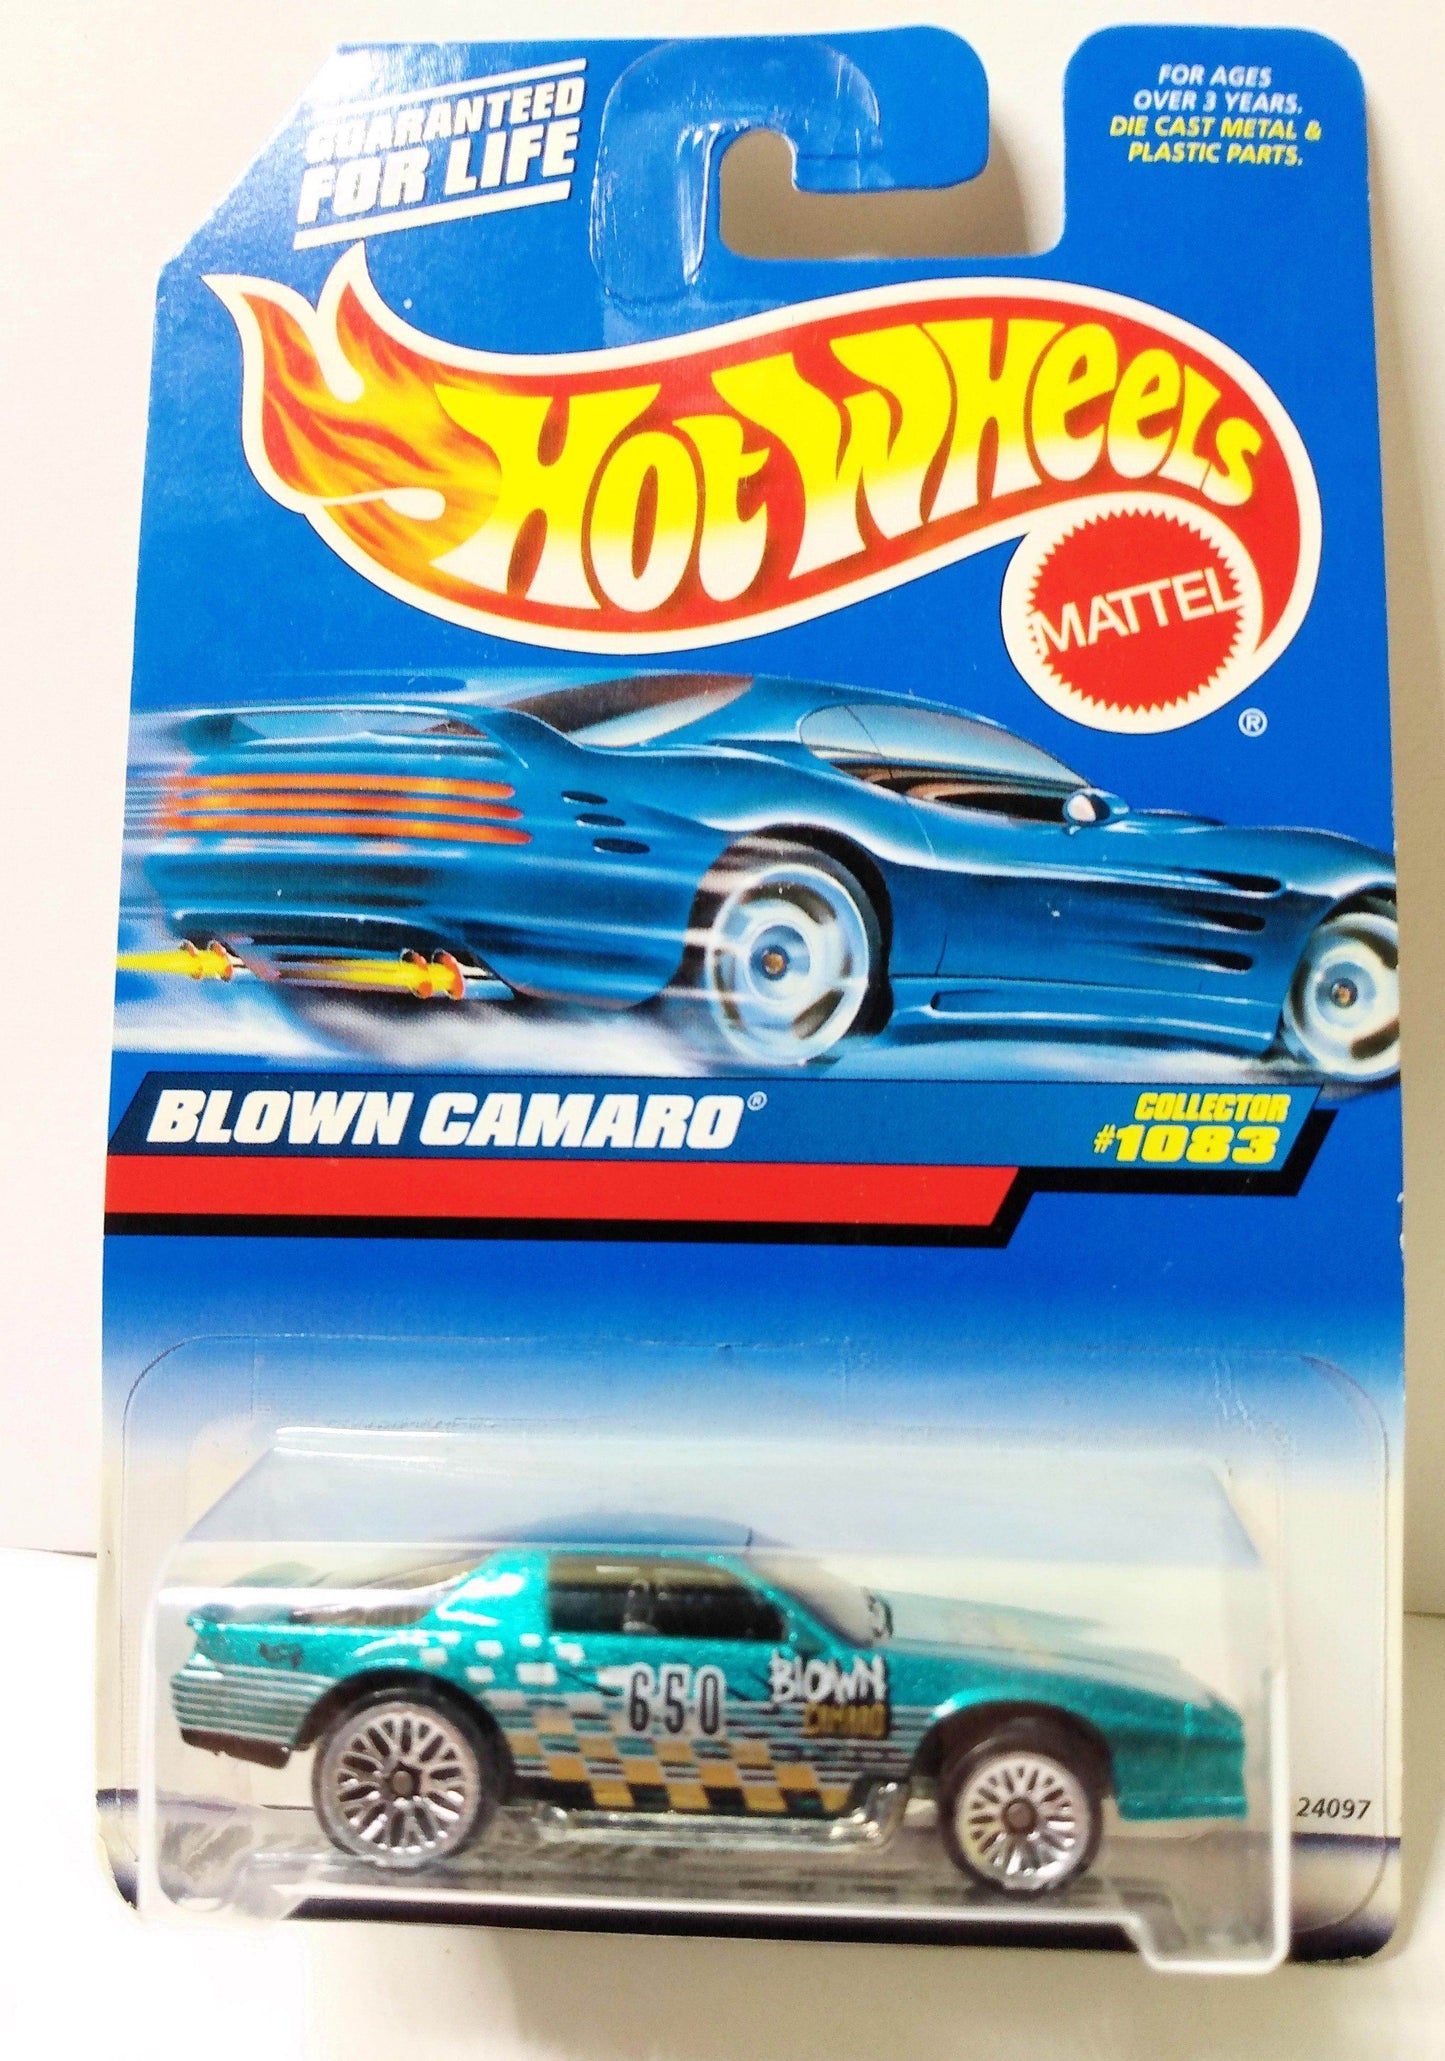 GUARANTEED
FOR LIFE
FOR AGES
OVER 3 YEARS.
DIE CAST METAL &
PLASTIC PARTS.
HOT WHEELS
MATTEL
®
BLOWN CAMARO®
COLLECTOR
#1083
650
BLOWN
CAMARO
24097